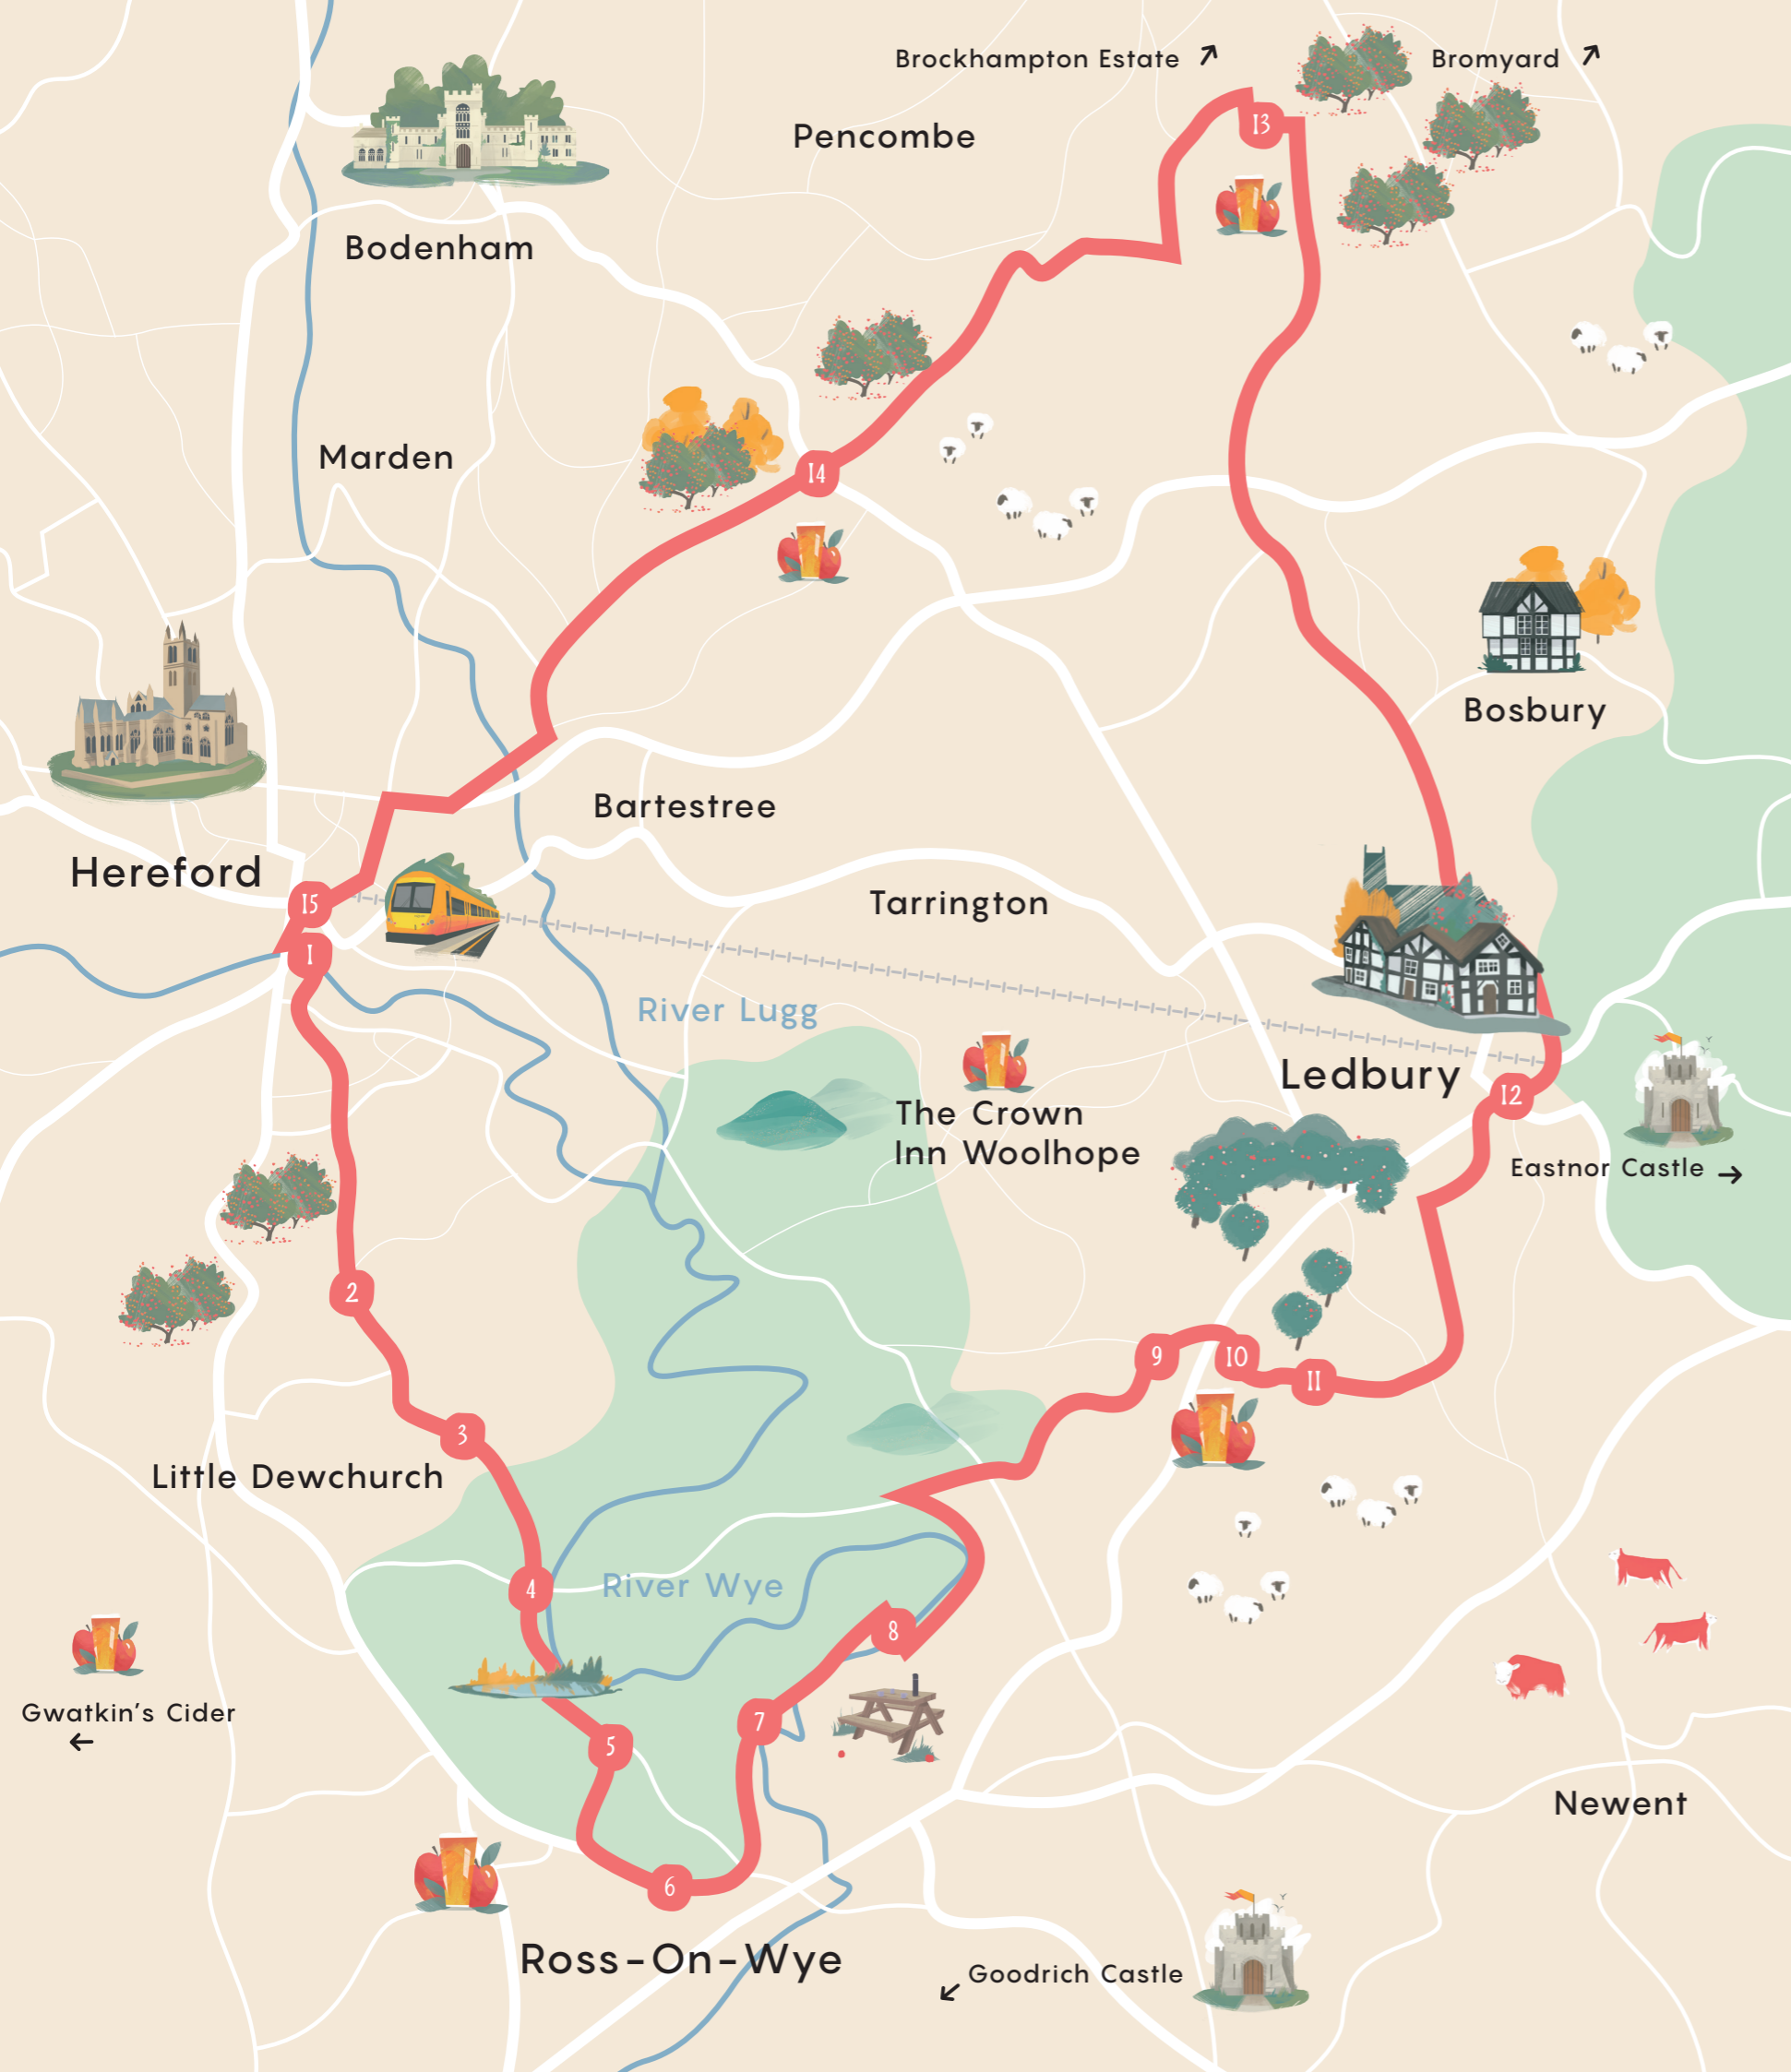 Brockhampton Estate
Bromyard
Pencombe
13
Bodenham
Marden
14
Bosbury
Bartestree
Hereford
15
Tarrington
1
River Lugg
Ledbury
12
The Crown
Inn Woolhope
Eastnor Castle
2
9
10
11
3
Little Dewchurch
4
River Wye
8
Gwatkin's Cider
7
5
Newent
6
Ross-On-Wye
Goodrich Castle